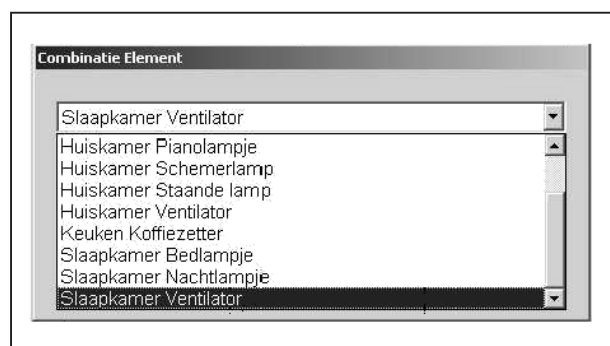 Combinatie Element
Slaapkamer Ventilator
Huiskamer Pianolampje
Huiskamer Schemerlamp
Huiskamer Staande lamp
Huiskamer Ventilator
Keuken Koffiezetter
Slaapkamer Bedlampje
Slaapkamer Nachtlampje
Slaapkamer Ventilator